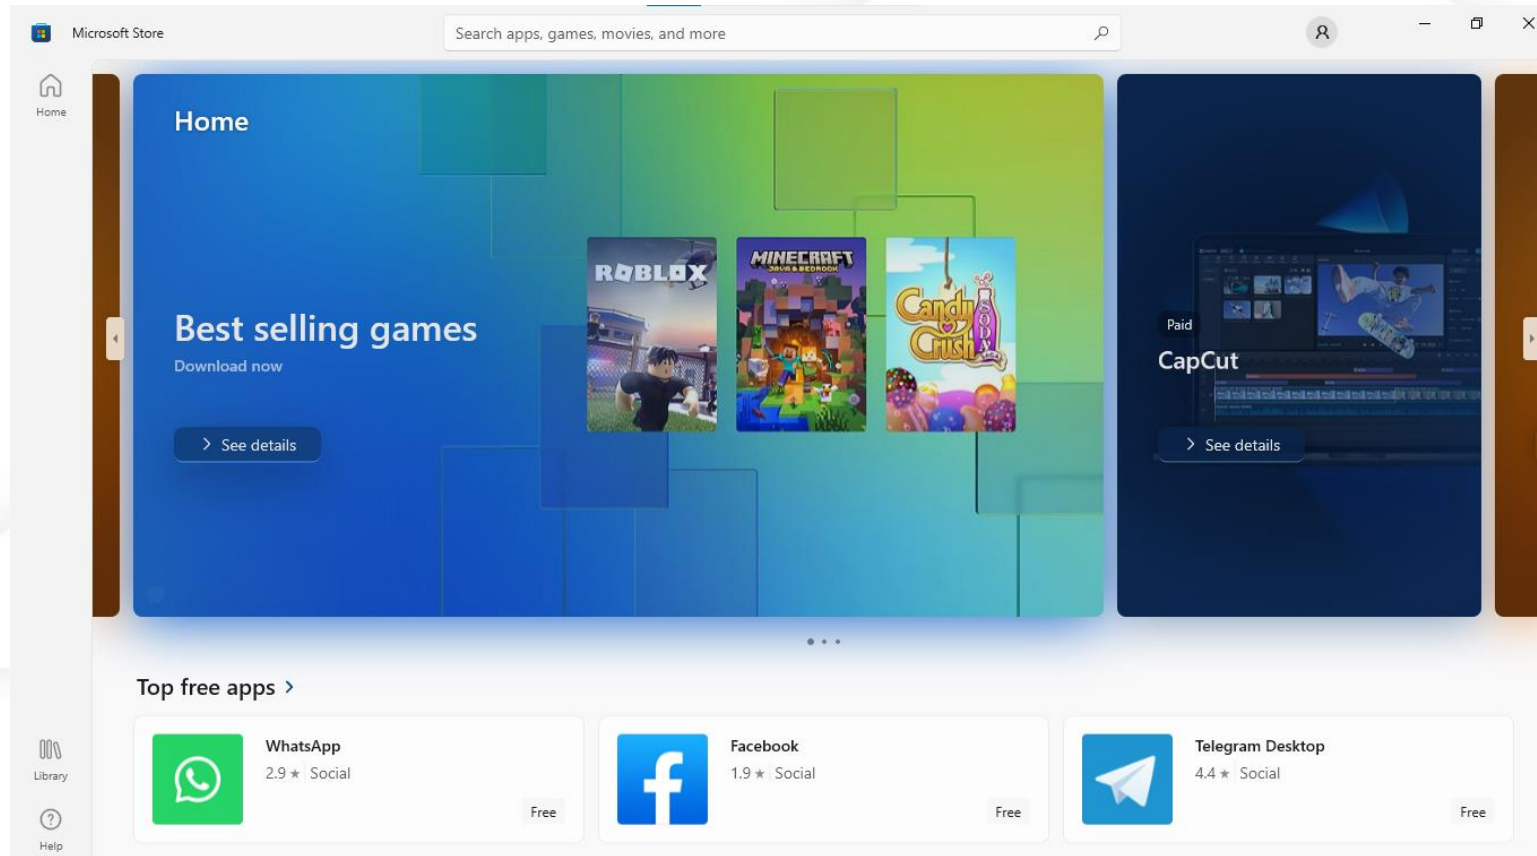 Microsoft Store
Search apps, games, movies, and more
Home
Home
Best selling games
Download now
See details
ROBLOX
MINECRAFT
JAVA & BEDROCK
Candy
Crush
SODA
SAGA
Paid
CapCut
See details
Top free apps
WhatsApp
2.9 ★ Social
Free
Facebook
1.9 ★ Social
Free
Telegram Desktop
4.4 ★ Social
Free
Library
Help